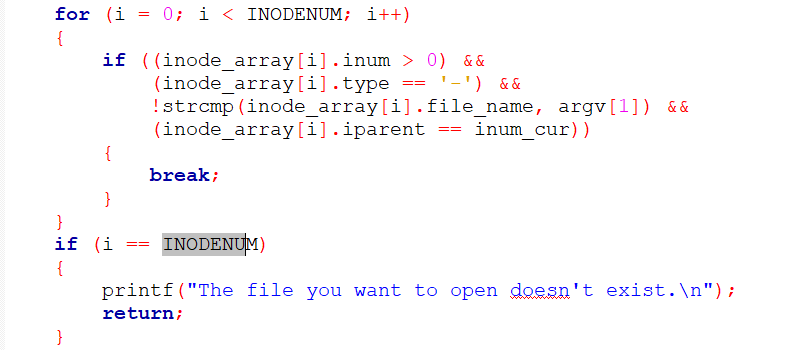 for (i = 0; i < INODENUM; i++)
{
if ((inode_array[i].inum > 0) &&
(inode_array[i].type == '-') &&
!strcmp(inode_array[i].file_name, argv[1]) &&
(inode_array[i].iparent == inum_cur))
{
break;
}
}
if (i == INODENUM)
{
printf("The file you want to open doesn't exist.\n");
return;
}